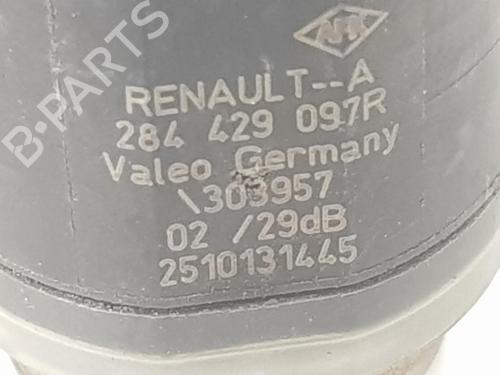 B-PARTS
RENAULT--A
284 429 097R
Valeo Germany
\303957
02 /29dB
2510131445